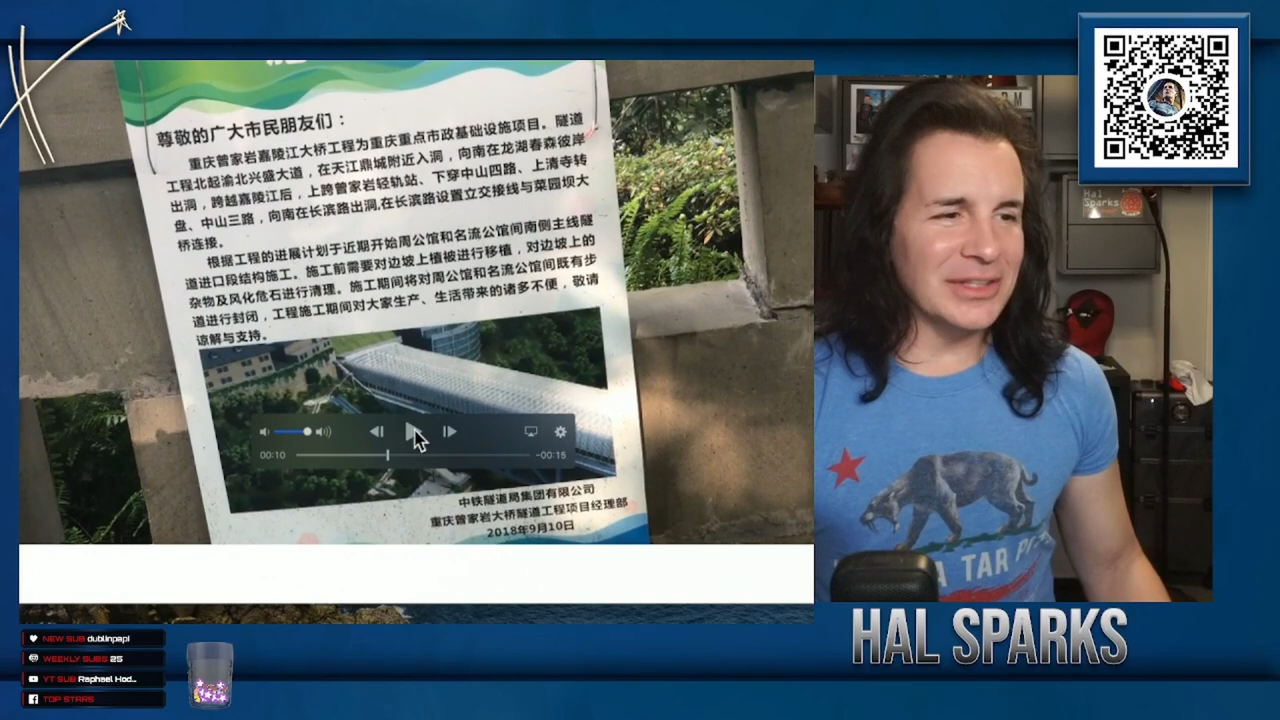 尊敬的广大市民朋友们：
重庆曾家岩嘉陵江大桥工程为重庆重点市政基础设施项目。隧道
工程北起渝北兴盛大道，在天江鼎城附近入洞，向南在龙湖春森彼岸
出洞，跨越嘉陵江后，上跨曾家岩轻轨站、下穿中山四路、上清寺转
盘、中山三路，向南在长滨路出洞,在长滨路设置立交接线与菜园坝大
桥连接。
根据工程的进展计划于近期开始周公馆和名流公馆间南侧主线隧
道进口段结构施工。施工前需要对边坡上植被进行移植，对边坡上的
杂物及风化危石进行清理。施工期间将对周公馆和名流公馆间既有步
道进行封闭，工程施工期间对大家生产、生活带来的诸多不便，敬请
谅解与支持。
00:10
-00:15
中铁隧道局集团有限公司
重庆曾家岩大桥隧道工程项目经理部
2018年9月10日
Hal
Sparks
TAR
HAL SPARKS
NEW SUB dublinpapi
WEEKLY SUBS 25
YT SUB Raphael Hod...
TOP STARS